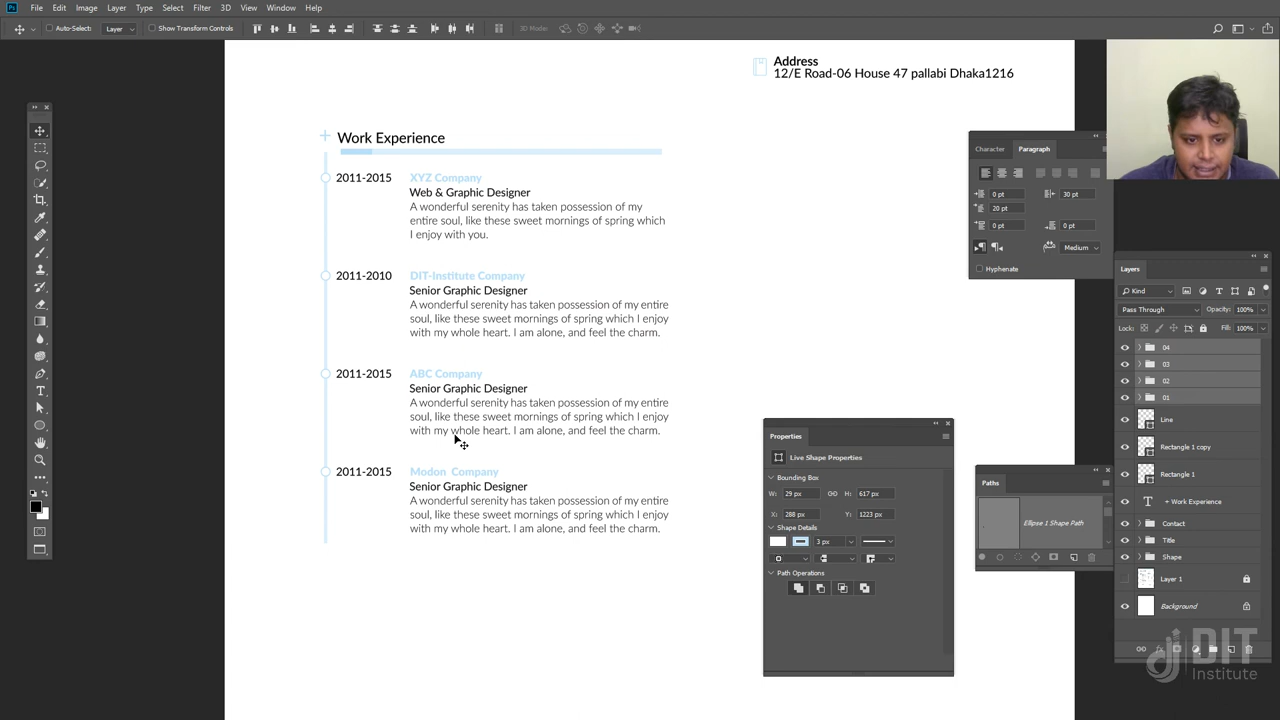 Ps File Edit Image Layer Type Select Filter 3D View Window Help
Auto-Select: Layer Show Transform Controls 3D Mode:
Address
12/E Road-06 House 47 pallabi Dhaka1216
+ Work Experience
2011-2015 XYZ Company
Web & Graphic Designer
A wonderful serenity has taken possession of my
entire soul, like these sweet mornings of spring which
I enjoy with you.
2011-2010 DIT-Institute Company
Senior Graphic Designer
A wonderful serenity has taken possession of my entire
soul, like these sweet mornings of spring which I enjoy
with my whole heart. I am alone, and feel the charm.
2011-2015 ABC Company
Senior Graphic Designer
A wonderful serenity has taken possession of my entire
soul, like these sweet mornings of spring which I enjoy
with my whole heart. I am alone, and feel the charm.
2011-2015 Modon Company
Senior Graphic Designer
A wonderful serenity has taken possession of my entire
soul, like these sweet mornings of spring which I enjoy
with my whole heart. I am alone, and feel the charm.
Character Paragraph
0 pt 30 pt
20 pt
0 pt 0 pt
Medium
Hyphenate
Properties
Live Shape Properties
Bounding Box
W: 29 px H: 617 px
X: 288 px Y: 1223 px
Shape Details
3 px
Path Operations
Paths
Ellipse 1 Shape Path
Layers
Kind
Pass Through Opacity: 100%
Lock: Fill: 100%
04
03
02
01
Line
Rectangle 1 copy
Rectangle 1
T + Work Experience
Contact
Title
Shape
Layer 1
Background
DIT
Institute